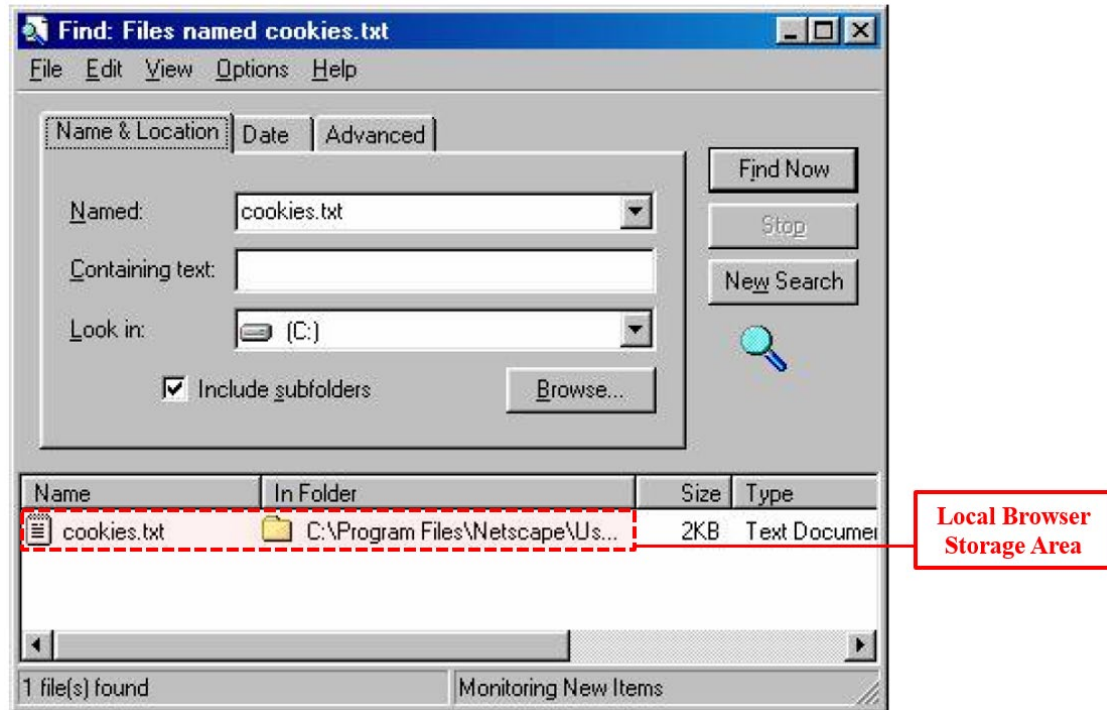 Find: Files named cookies.txt
File Edit View Options Help
Name & Location Date Advanced
Find Now
Named: cookies.txt
Stop
Containing text:
New Search
Look in: (C:)
Include subfolders Browse...
Name In Folder Size Type
cookies.txt C:\Program Files\Netscape\Us... 2KB Text Documen
Local Browser
Storage Area
1 file(s) found Monitoring New Items